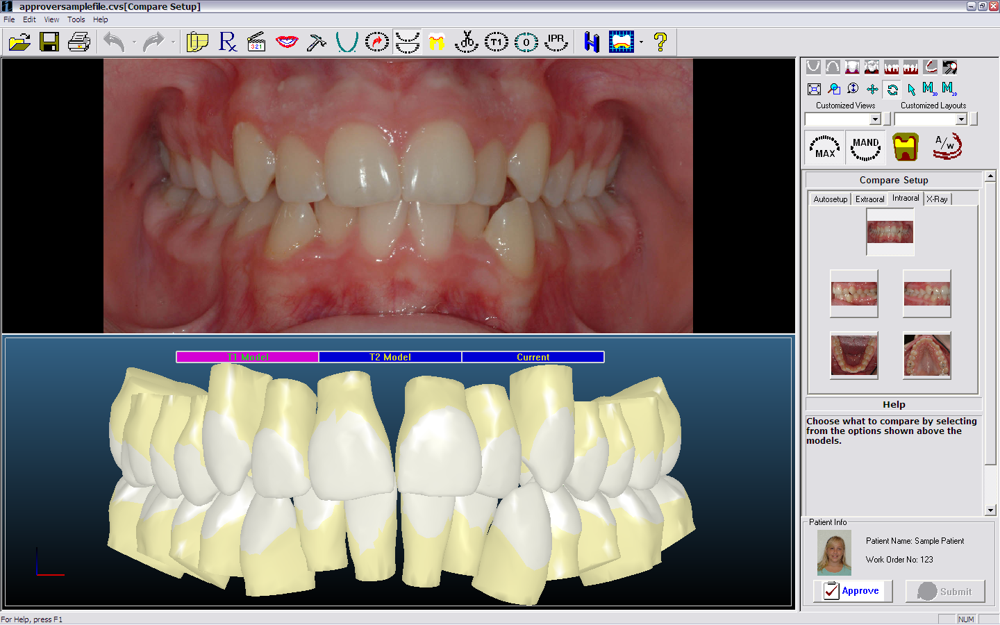 approversamplefile.cvs[Compare Setup]
File Edit View Tools Help
Rx 321 T1 0 IPR ?
M3D M2D
Customized Views Customized Layouts
MAX MAND A/W
Compare Setup
Autosetup Extraoral Intraoral X-Ray
T1 Model T2 Model Current
Help
Choose what to compare by selecting
from the options shown above the
models.
Patient Info
Patient Name: Sample Patient
Work Order No: 123
Approve Submit
For Help, press F1 NUM